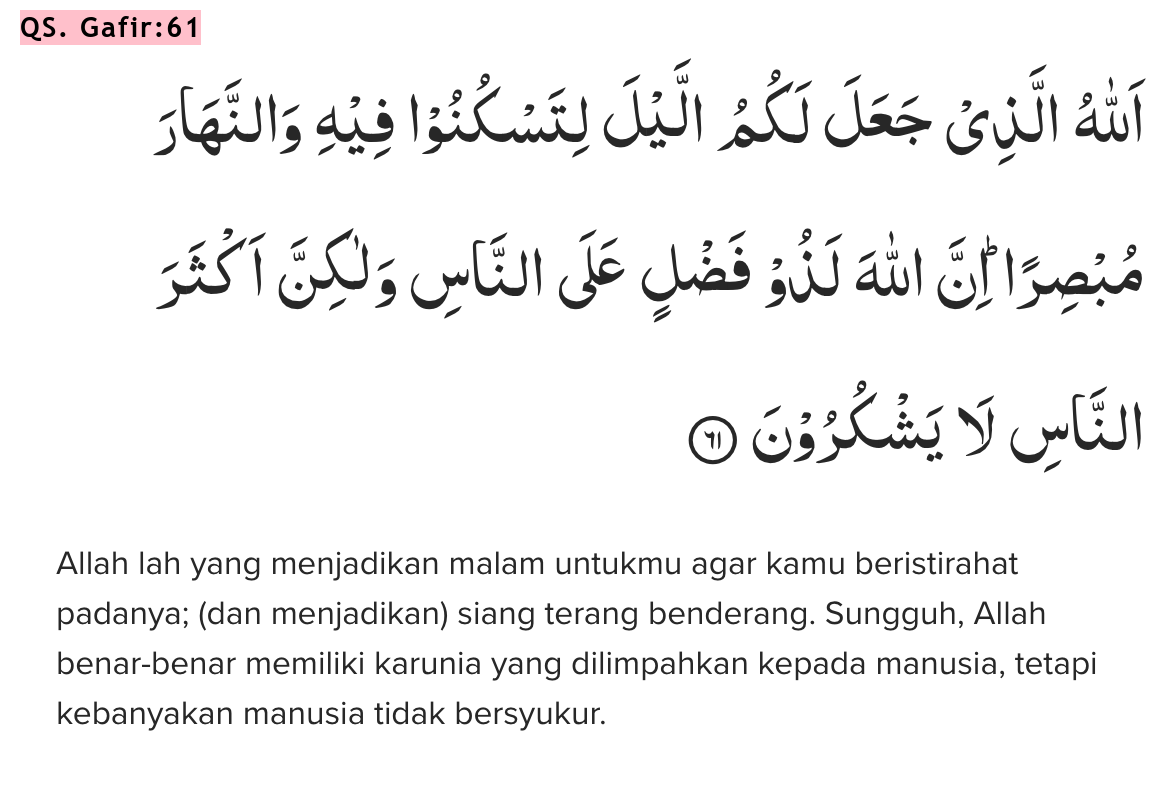 QS. Gafir:61
اَللّٰهُ الَّذِيْ جَعَلَ لَكُمُ الَّيْلَ لِتَسْكُنُوْا فِيْهِ وَالنَّهَارَ
مُبْصِرًا ۗاِنَّ اللّٰهَ لَذُوْ فَضْلٍ عَلَى النَّاسِ وَلٰكِنَّ اَكْثَرَ
النَّاسِ لَا يَشْكُرُوْنَ ٦١
Allah lah yang menjadikan malam untukmu agar kamu beristirahat
padanya; (dan menjadikan) siang terang benderang. Sungguh, Allah
benar-benar memiliki karunia yang dilimpahkan kepada manusia, tetapi
kebanyakan manusia tidak bersyukur.